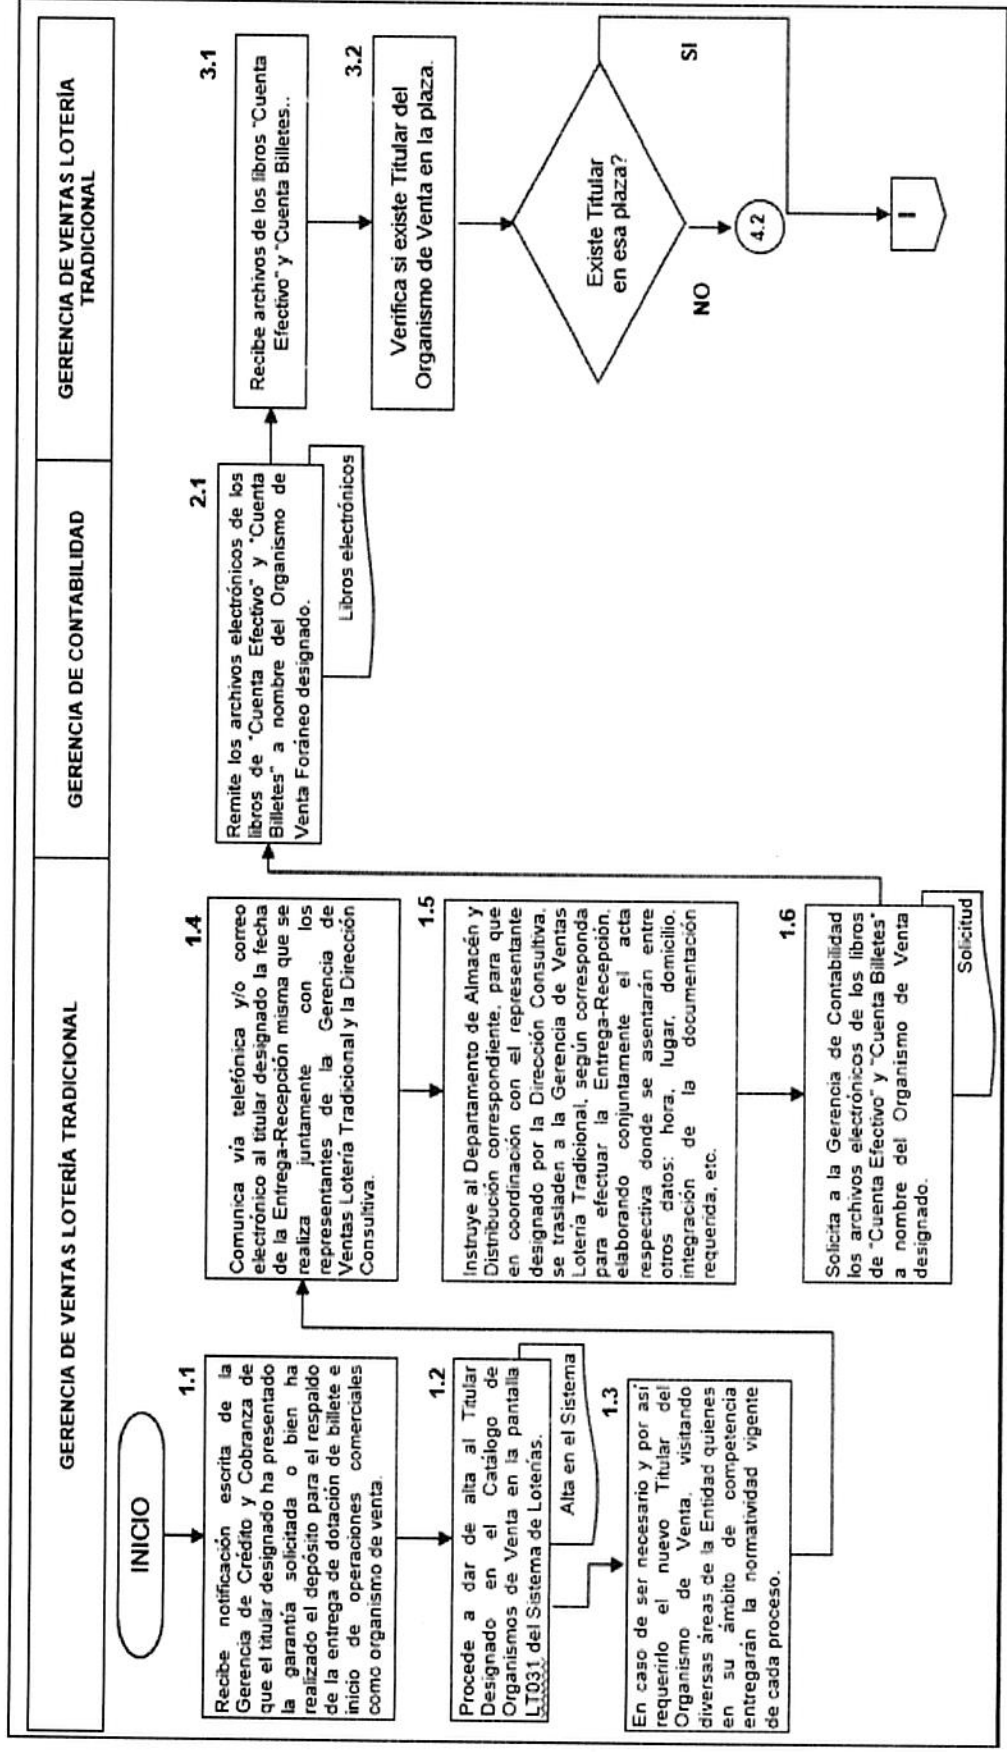 GERENCIA DE VENTAS LOTERÍA TRADICIONAL
GERENCIA DE CONTABILIDAD
GERENCIA DE VENTAS LOTERÍA
TRADICIONAL
INICIO
1.1
Recibe notificación escrita de la
Gerencia de Crédito y Cobranza de
que el titular designado ha presentado
la garantía solicitada o bien ha
realizado el depósito para el respaldo
de la entrega de dotación de billete e
inicio de operaciones comerciales
como organismo de venta.
1.2
Procede a dar de alta al Titular
Designado en el Catálogo de
Organismos de Venta en la pantalla
LT031 del Sistema de Loterías.
Alta en el Sistema
1.3
En caso de ser necesario y por así
requerirlo el nuevo Titular del
Organismo de Venta, visitando
diversas áreas de la Entidad quienes
en su ámbito de competencia
entregarán la normatividad vigente
de cada proceso.
1.4
Comunica vía telefónica y/o correo
electrónico al titular designado la fecha
de la Entrega-Recepción misma que se
realiza juntamente con los
representantes de la Gerencia de
Ventas Lotería Tradicional y la Dirección
Consultiva.
1.5
Instruye al Departamento de Almacén y
Distribución correspondiente, para que
en coordinación con el representante
designado por la Dirección Consultiva,
se trasladen a la Gerencia de Ventas
Lotería Tradicional, según corresponda
para efectuar la Entrega-Recepción,
elaborando conjuntamente el acta
respectiva donde se asentarán entre
otros datos: hora, lugar, domicilio,
integración de la documentación
requerida, etc.
1.6
Solicita a la Gerencia de Contabilidad
los archivos electrónicos de los libros
de "Cuenta Efectivo" y "Cuenta Billetes"
a nombre del Organismo de Venta
designado.
Solicitud
2.1
Remite los archivos electrónicos de los
libros de "Cuenta Efectivo" y "Cuenta
Billetes" a nombre del Organismo de
Venta Foráneo designado.
Libros electrónicos
3.1
Recibe archivos de los libros "Cuenta
Efectivo" y "Cuenta Billetes..
3.2
Verifica si existe Titular del
Organismo de Venta en la plaza.
Existe Titular
en esa plaza?
SI
NO
4.2
I